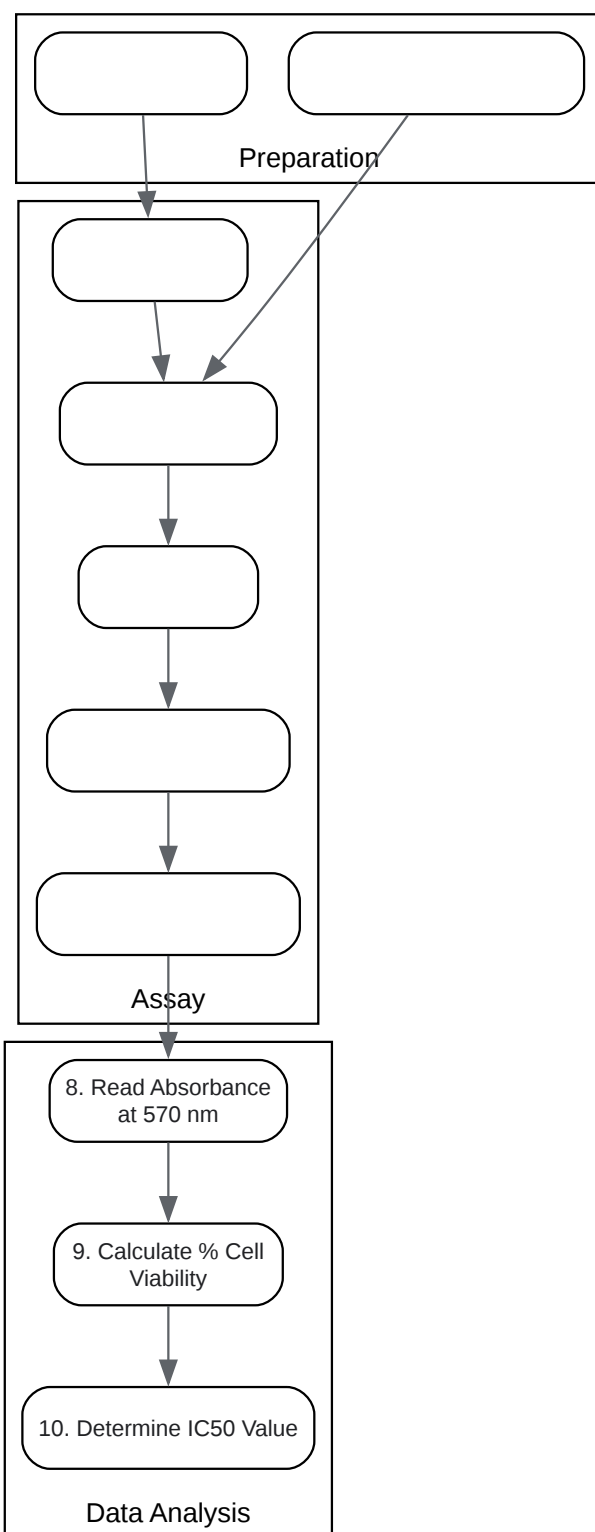 Preparation
Assay
8. Read Absorbance
at 570 nm
9. Calculate % Cell
Viability
10. Determine IC50 Value
Data Analysis